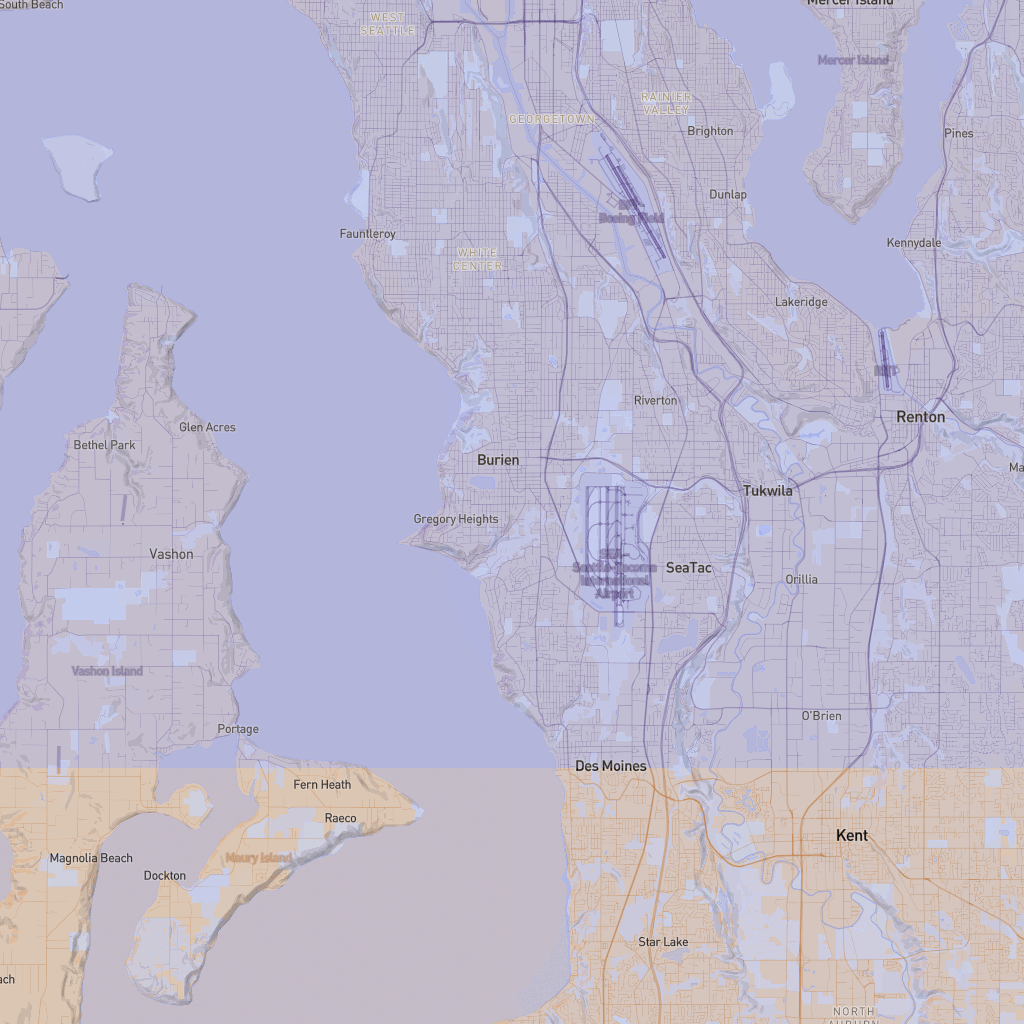 South Beach
Mercer Island
WEST
SEATTLE
Mercer Island
RAINIER
VALLEY
GEORGETOWN
Brighton
Pines
Dunlap
Boeing Field
Fauntleroy
Kennydale
WHITE
CENTER
Lakeridge
Riverton
Renton
Glen Acres
Bethel Park
Burien
Tukwila
Gregory Heights
Vashon
Seattle-Tacoma
International
Airport
SeaTac
Orillia
Vashon Island
O'Brien
Portage
Des Moines
Fern Heath
Raeco
Kent
Magnolia Beach
Maury Island
Dockton
Star Lake
NORTH
AUBURN